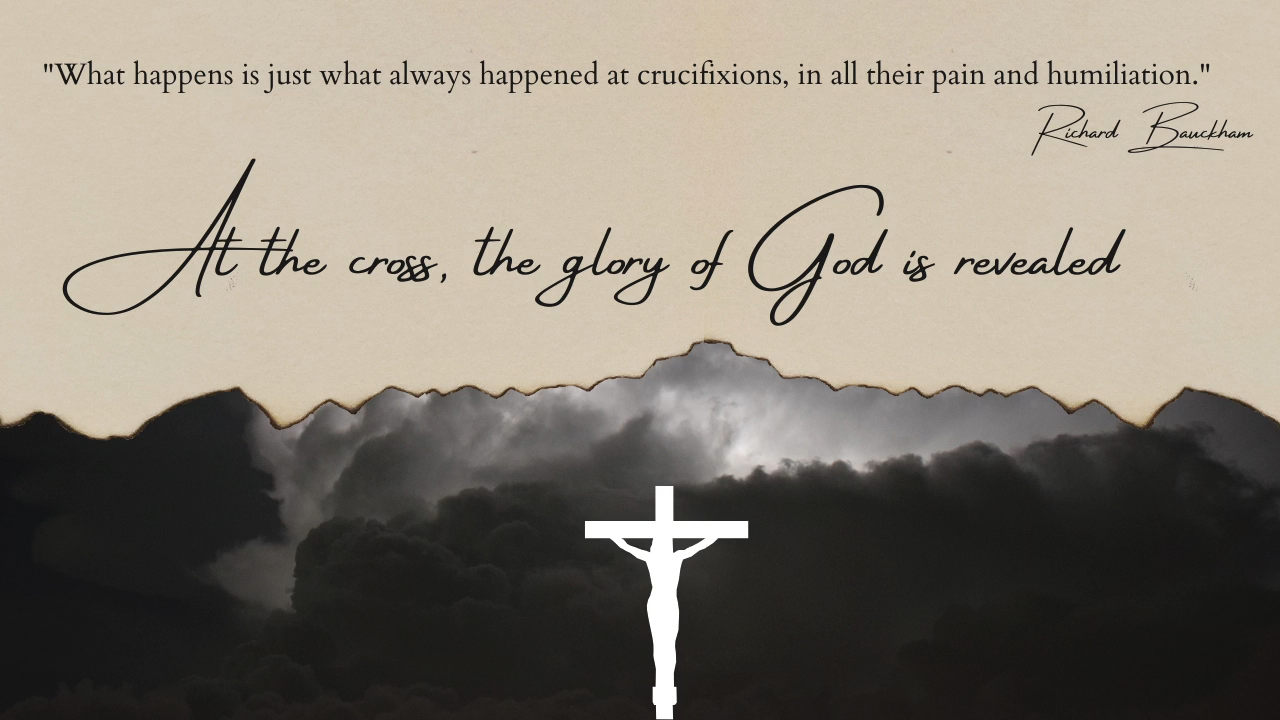 "What happens is just what always happened at crucifixions, in all their pain and humiliation."
Richard Bauckham
At the cross, the glory of God is revealed